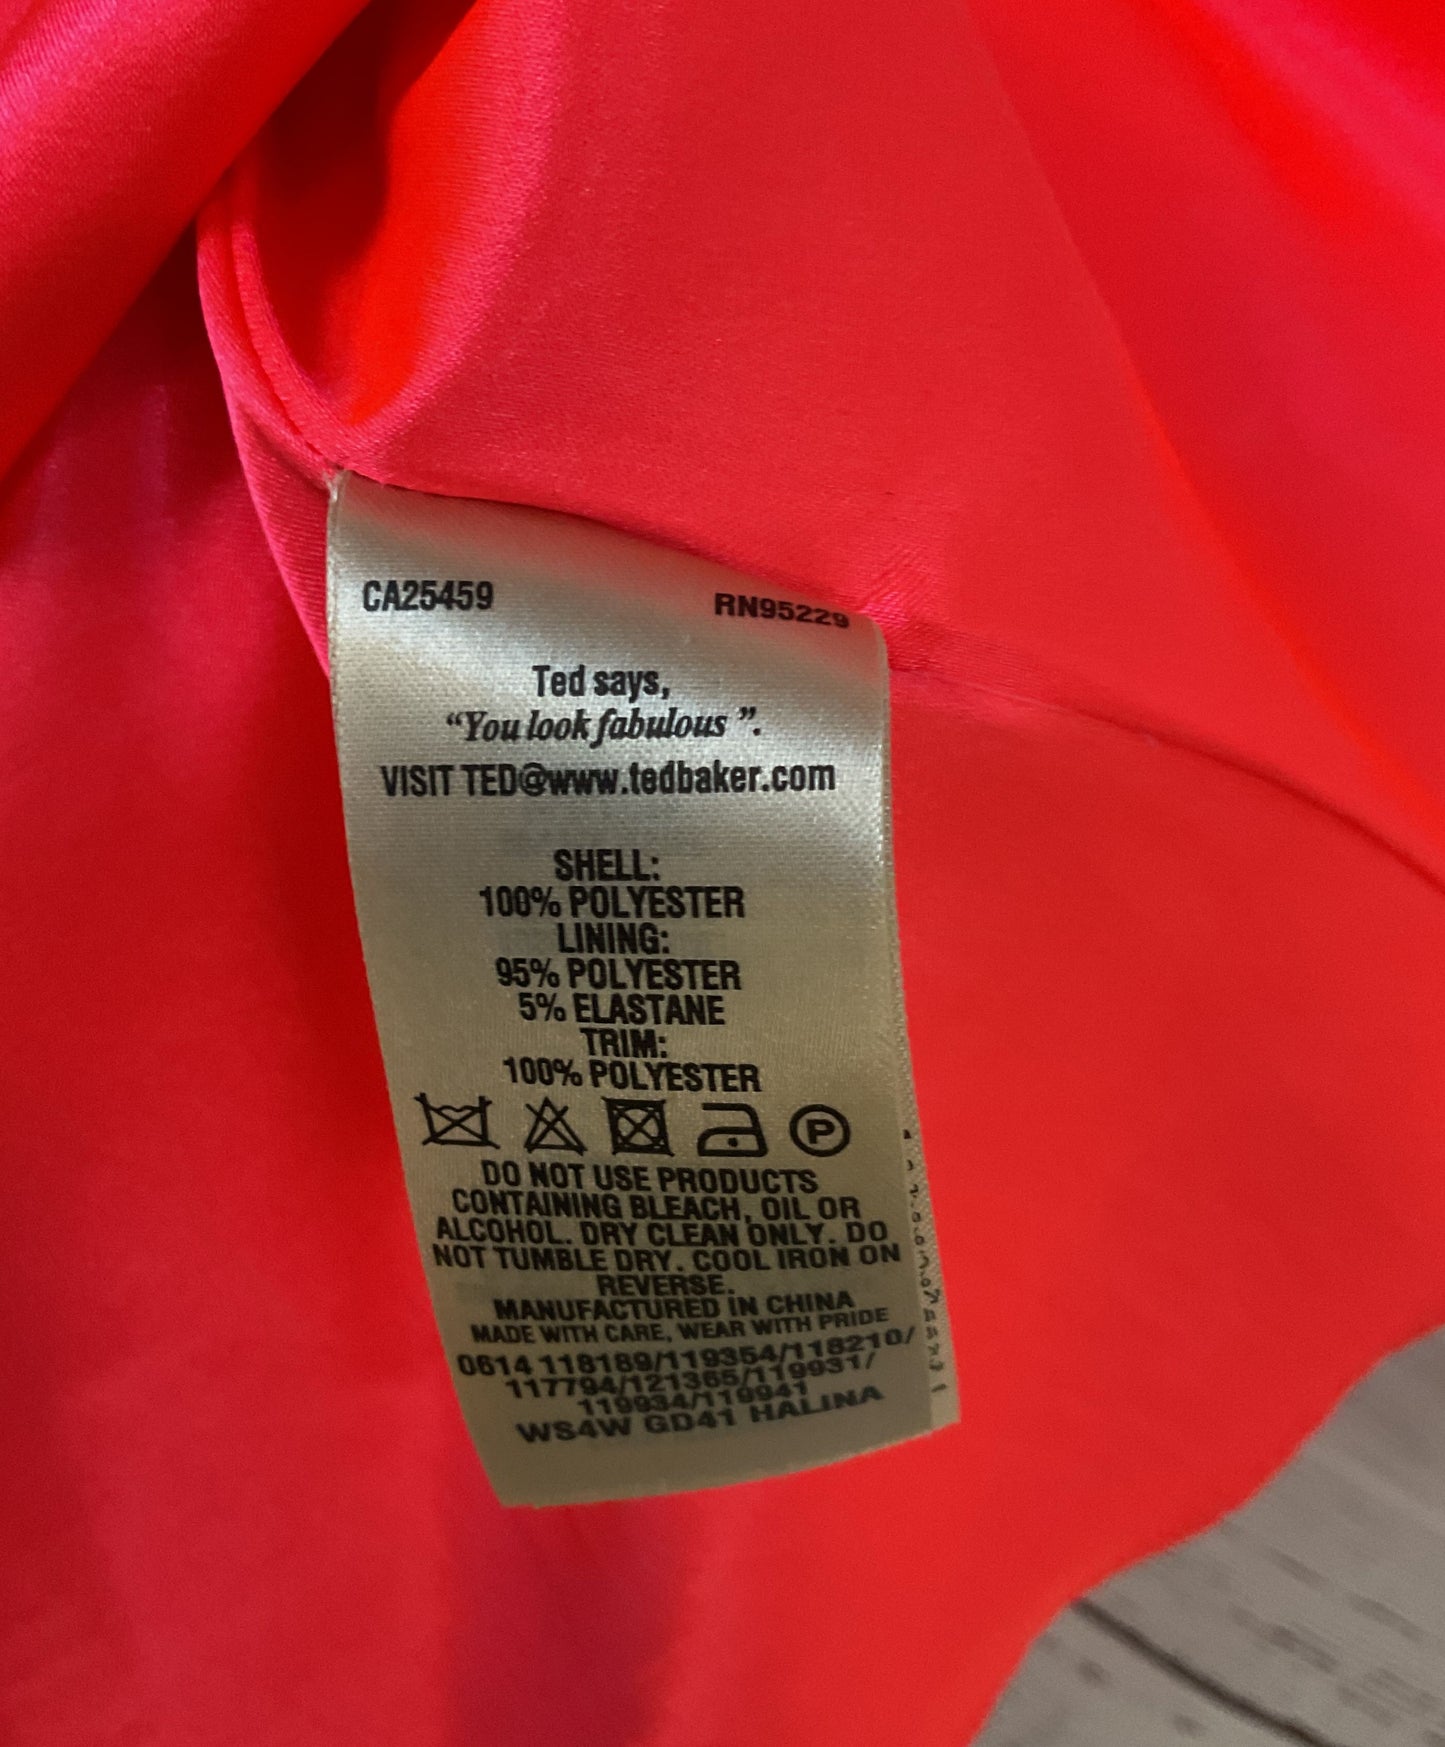 CA25459 RN95229
Ted says,
“You look fabulous ”.
VISIT TED@www.tedbaker.com
SHELL:
100% POLYESTER
LINING:
95% POLYESTER
5% ELASTANE
TRIM:
100% POLYESTER
P
DO NOT USE PRODUCTS
CONTAINING BLEACH, OIL OR
ALCOHOL. DRY CLEAN ONLY. DO
NOT TUMBLE DRY. COOL IRON ON
REVERSE.
MANUFACTURED IN CHINA
MADE WITH CARE, WEAR WITH PRIDE
0614 118189/119354/118210/
117794/121365/119931/
119934/119941
WS4W GD41 HALINA